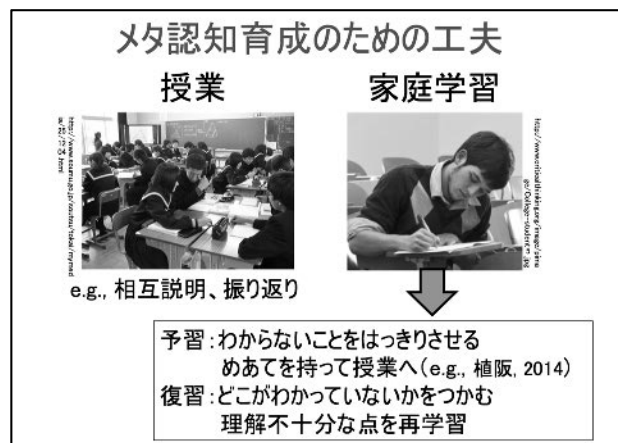 メタ認知育成のための工夫
授業
家庭学習
e.g., 相互説明、振り返り
予習：わからないことをはっきりさせる
めあてを持って授業へ(e.g., 植阪, 2014)
復習：どこがわかっていないかをつかむ
理解不十分な点を再学習